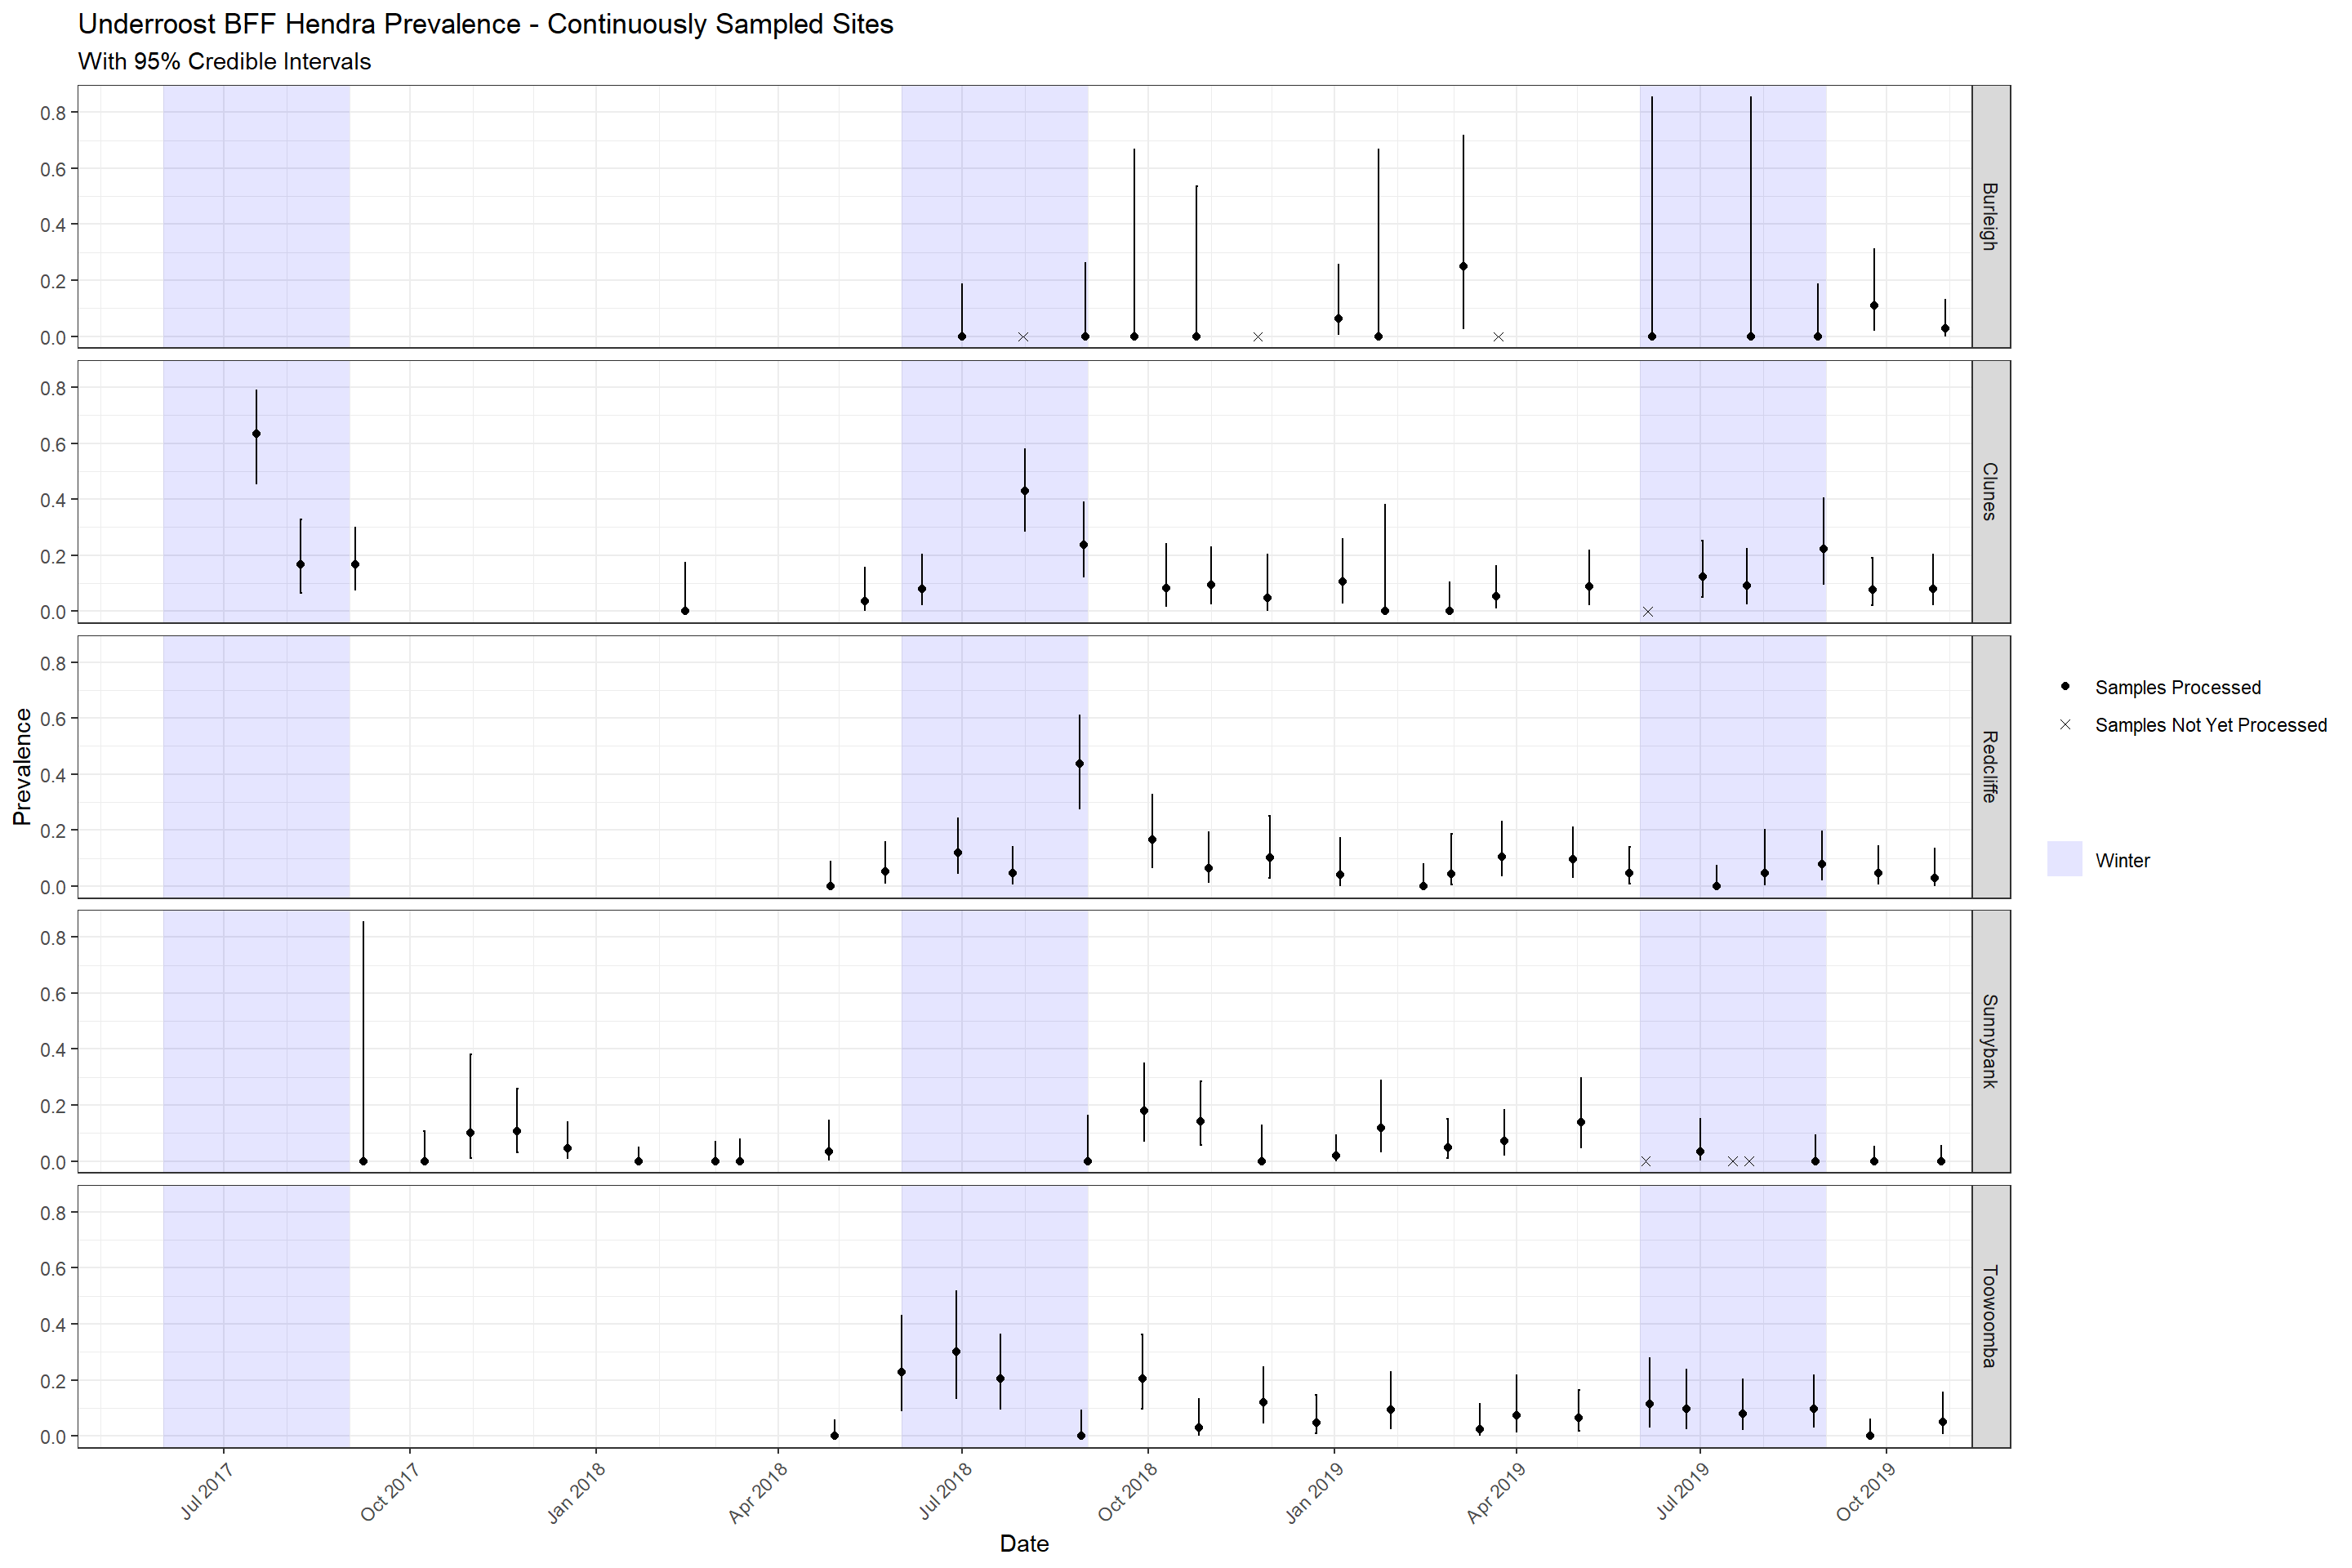 Underroost BFF Hendra Prevalence - Continuously Sampled Sites
With 95% Credible Intervals
0.8
0.6
0.4
0.2
0.0
Burleigh
0.8
0.6
0.4
0.2
0.0
Clunes
Prevalence
0.8
0.6
0.4
0.2
0.0
Redcliffe
0.8
0.6
0.4
0.2
0.0
Sunnybank
0.8
0.6
0.4
0.2
0.0
Toowoomba
Jul 2017
Oct 2017
Jan 2018
Apr 2018
Jul 2018
Oct 2018
Jan 2019
Apr 2019
Jul 2019
Oct 2019
Date
Samples Processed
Samples Not Yet Processed
Winter